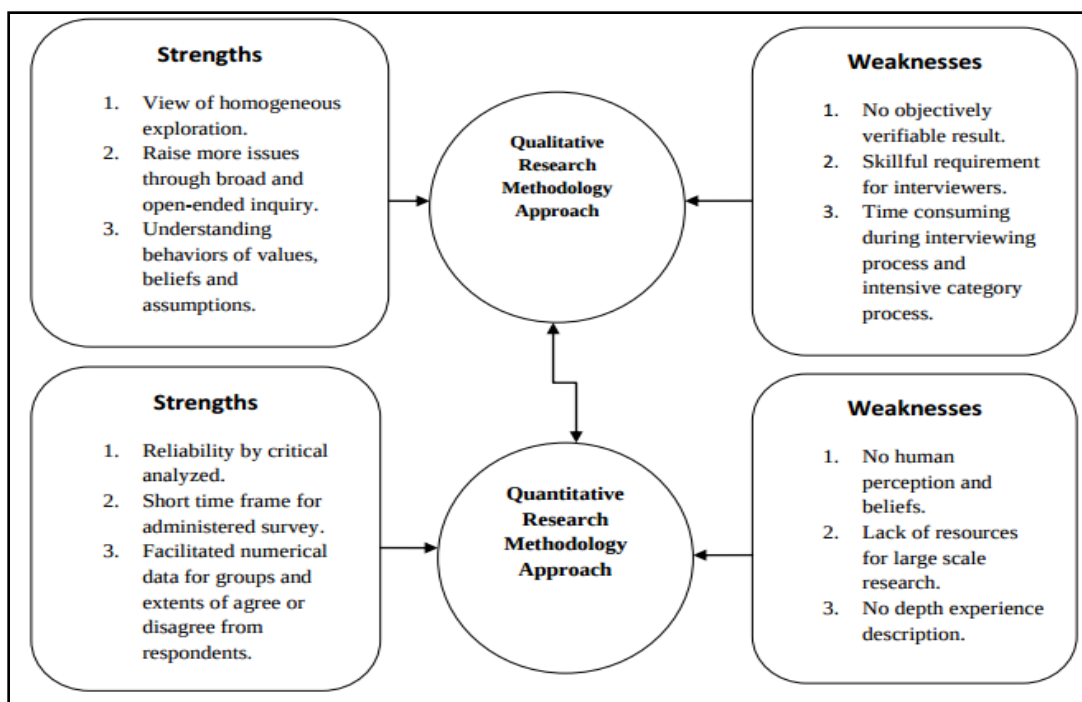 Strengths
1. View of homogeneous
exploration.
2. Raise more issues
through broad and
open-ended inquiry.
3. Understanding
behaviors of values,
beliefs and
assumptions.
Qualitative
Research
Methodology
Approach
Weaknesses
1. No objectively
verifiable result.
2. Skillful requirement
for interviewers.
3. Time consuming
during interviewing
process and
intensive category
process.
Strengths
1. Reliability by critical
analyzed.
2. Short time frame for
administered survey.
3. Facilitated numerical
data for groups and
extents of agree or
disagree from
respondents.
Quantitative
Research
Methodology
Approach
Weaknesses
1. No human
perception and
beliefs.
2. Lack of resources
for large scale
research.
3. No depth experience
description.